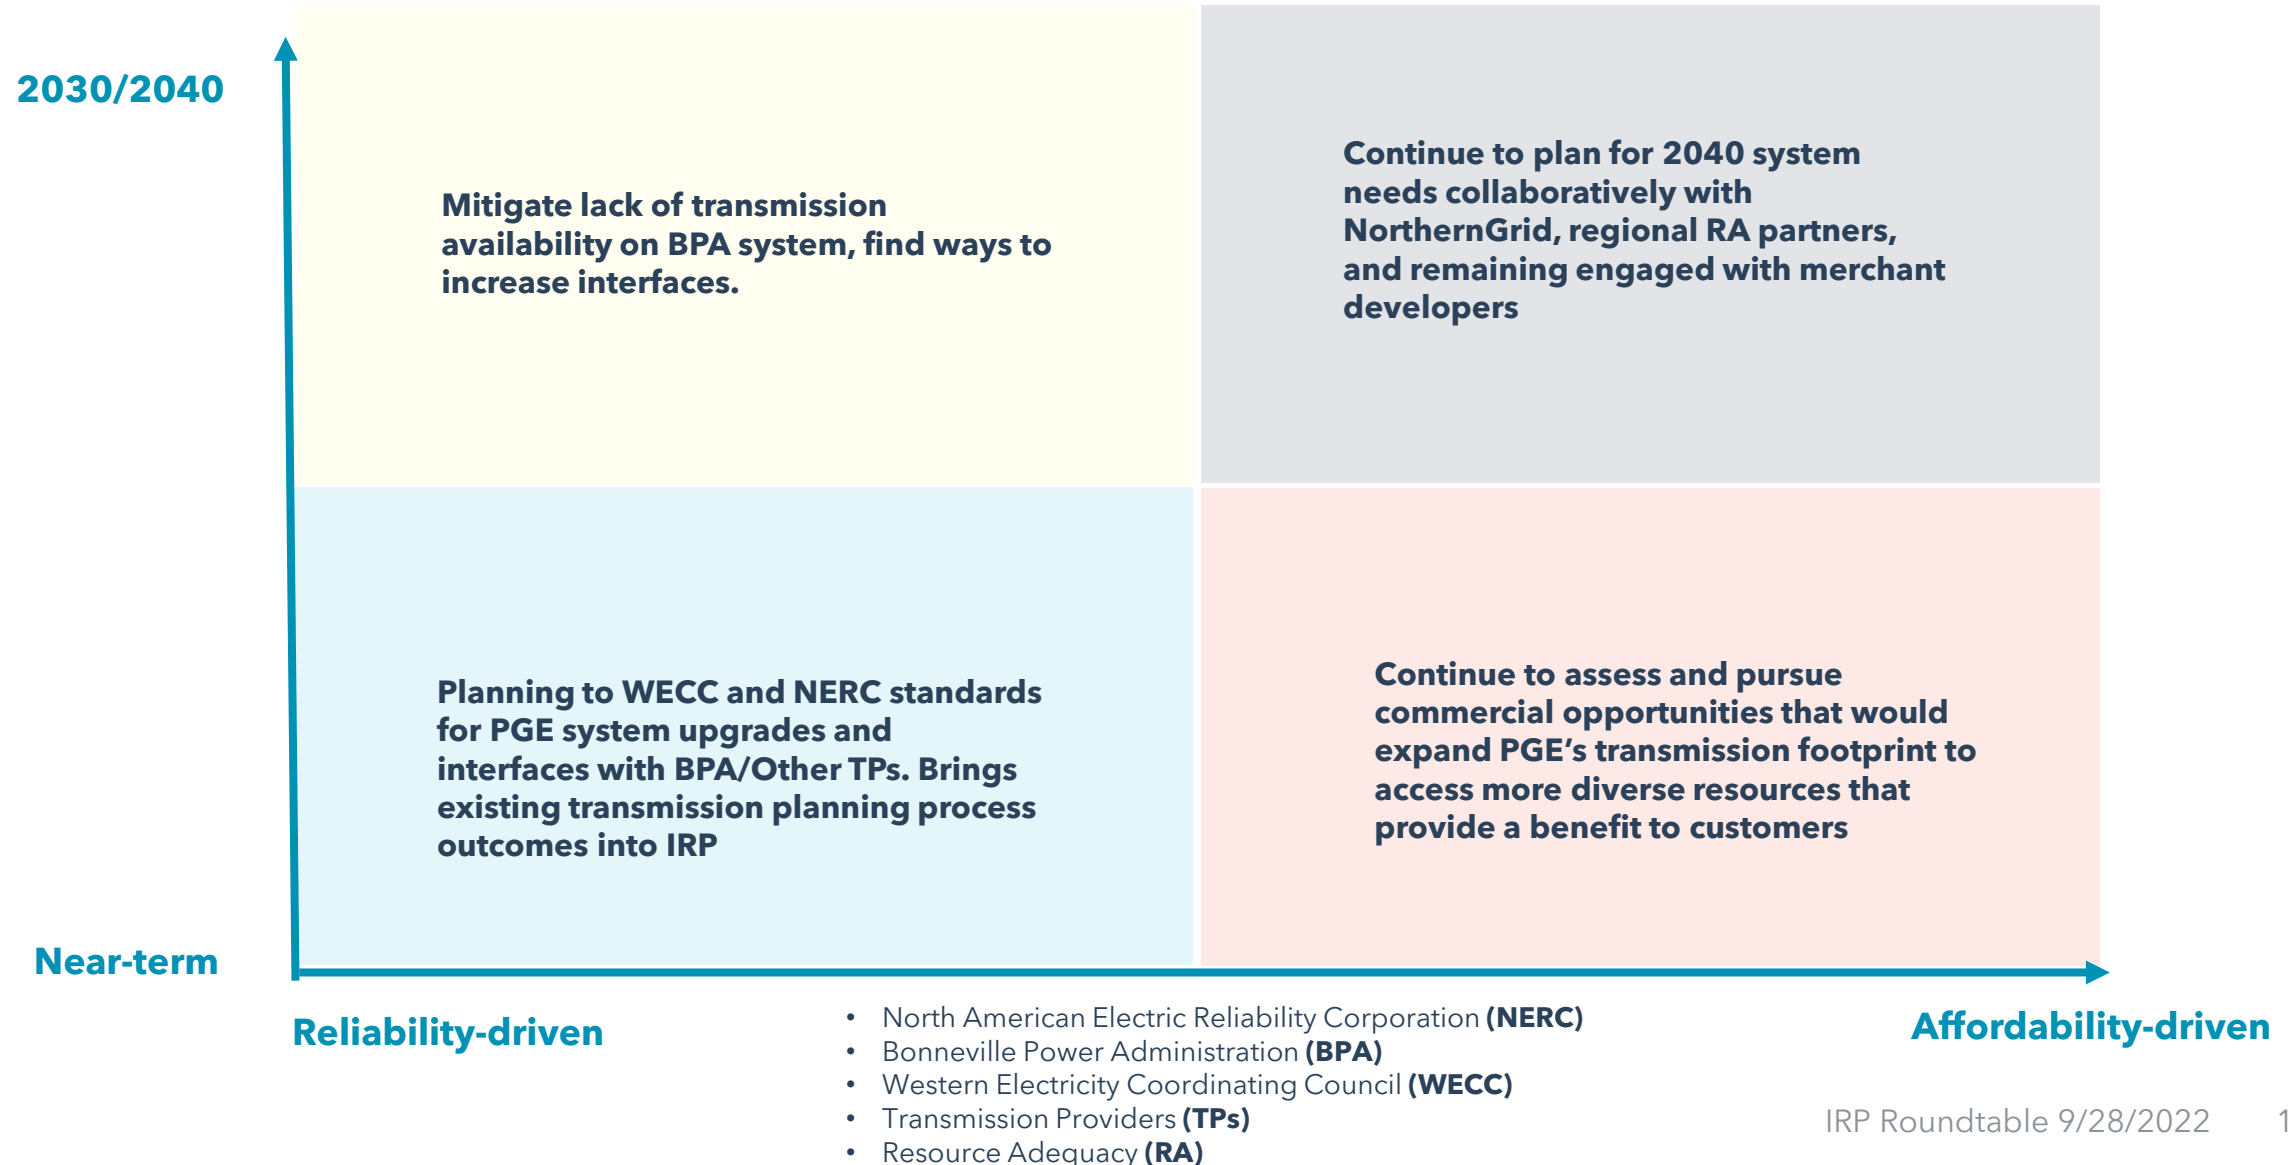 2030/2040
Mitigate lack of transmission
availability on BPA system, find ways to
increase interfaces.
Continue to plan for 2040 system
needs collaboratively with
NorthernGrid, regional RA partners,
and remaining engaged with merchant
developers
Planning to WECC and NERC standards
for PGE system upgrades and
interfaces with BPA/Other TPs. Brings
existing transmission planning process
outcomes into IRP
Continue to assess and pursue
commercial opportunities that would
expand PGE’s transmission footprint to
access more diverse resources that
provide a benefit to customers
Near-term
Reliability-driven
Affordability-driven
• North American Electric Reliability Corporation (NERC)
• Bonneville Power Administration (BPA)
• Western Electricity Coordinating Council (WECC)
• Transmission Providers (TPs)
• Resource Adequacy (RA)
IRP Roundtable 9/28/2022 1